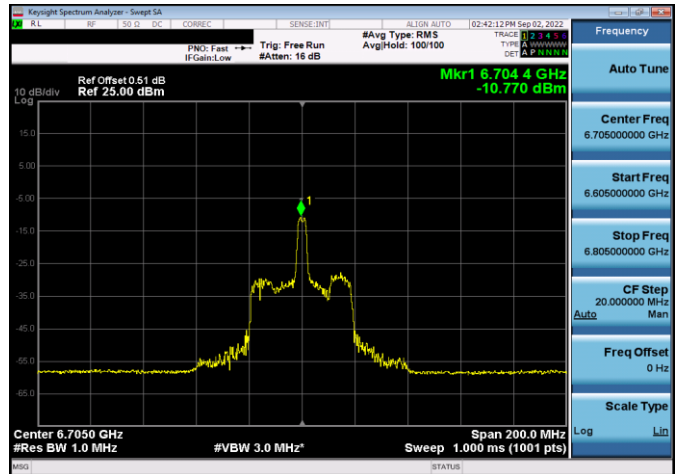 Keysight Spectrum Analyzer - Swept SA
LXI RL RF 50 Ω DC CORREC SENSE:INT ALIGN AUTO 02:42:12 PM Sep 02, 2022
PNO: Fast Trig: Free Run #Avg Type: RMS TRACE 1 2 3 4 5 6
IFGain:Low #Atten: 16 dB Avg|Hold: 100/100 TYPE A WWWWW
DET A P N N N N
Ref Offset 0.51 dB Mkr1 6.704 4 GHz
10 dB/div Ref 25.00 dBm -10.770 dBm
Log
15.0
5.00
-5.00
-15.0
-25.0
-35.0
-45.0
-55.0
-65.0
1
Center 6.7050 GHz Span 200.0 MHz
#Res BW 1.0 MHz #VBW 3.0 MHz* Sweep 1.000 ms (1001 pts)
MSG STATUS
Frequency
Auto Tune
Center Freq
6.705000000 GHz
Start Freq
6.605000000 GHz
Stop Freq
6.805000000 GHz
CF Step
20.000000 MHz
Auto Man
Freq Offset
0 Hz
Scale Type
Log Lin